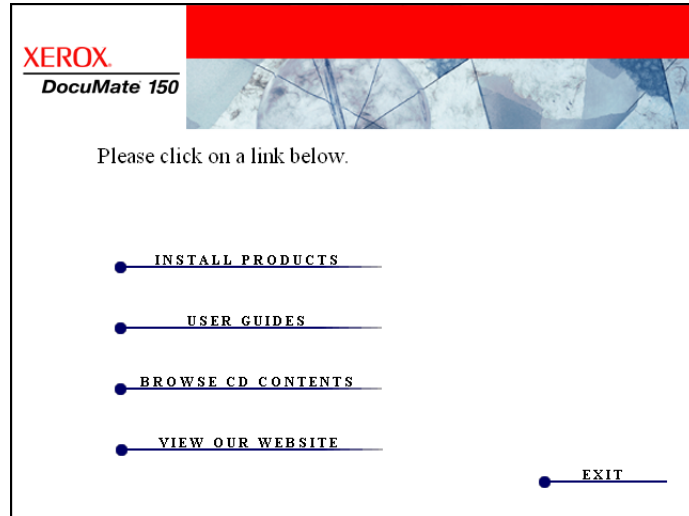 XEROX.
DocuMate 150
Please click on a link below.
INSTALL PRODUCTS
USER GUIDES
BROWSE CD CONTENTS
VIEW OUR WEBSITE
EXIT